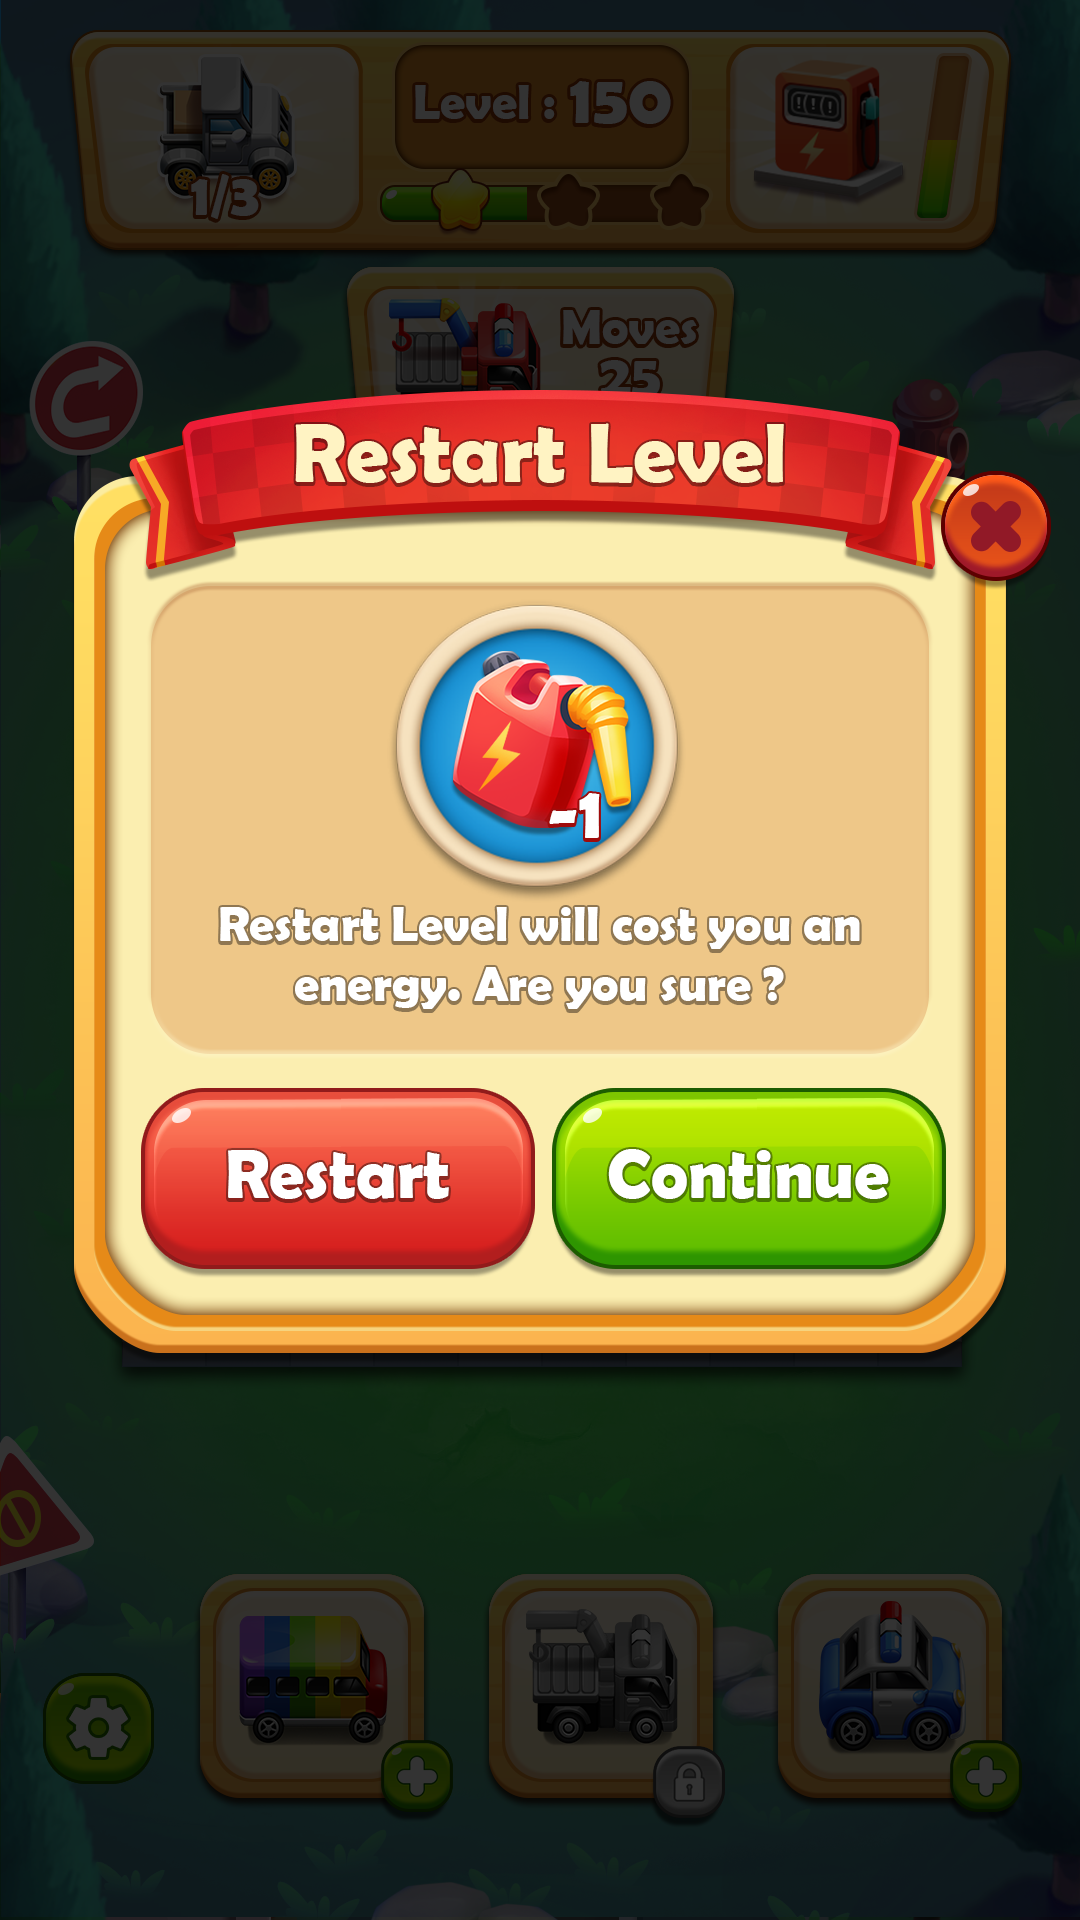 Level : 150
1/3
Moves
25
Restart Level
-1
Restart Level will cost you an
energy. Are you sure ?
Restart
Continue